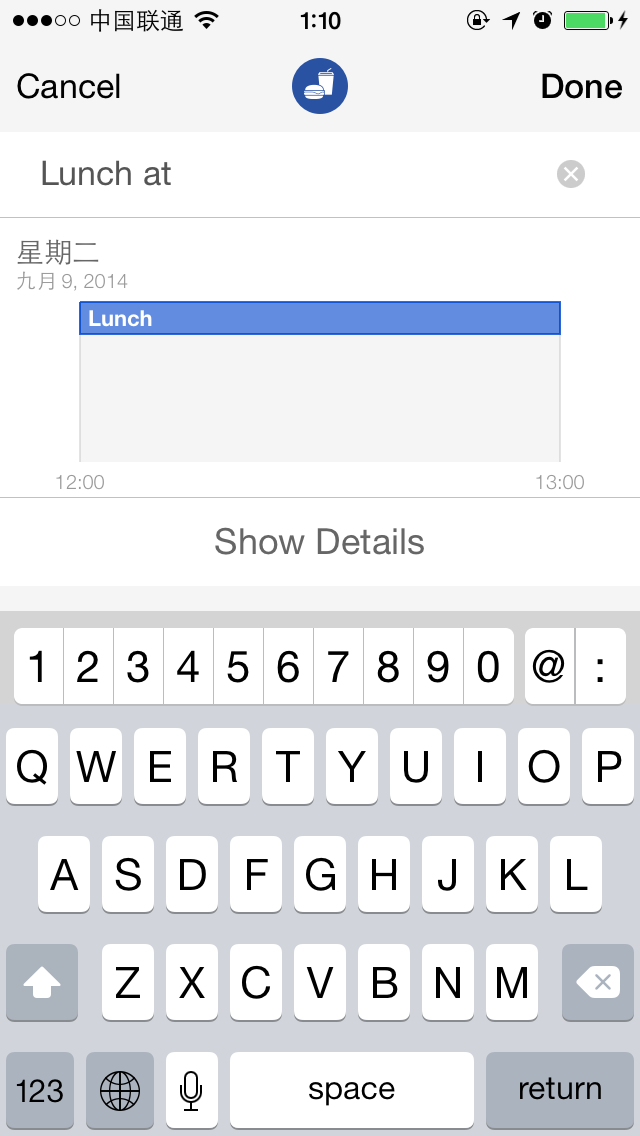 中国联通 1:10
Cancel Done
Lunch at
星期二
九月 9, 2014
Lunch
12:00 13:00
Show Details
1 2 3 4 5 6 7 8 9 0 @ :
Q W E R T Y U I O P
A S D F G H J K L
Z X C V B N M
123 space return